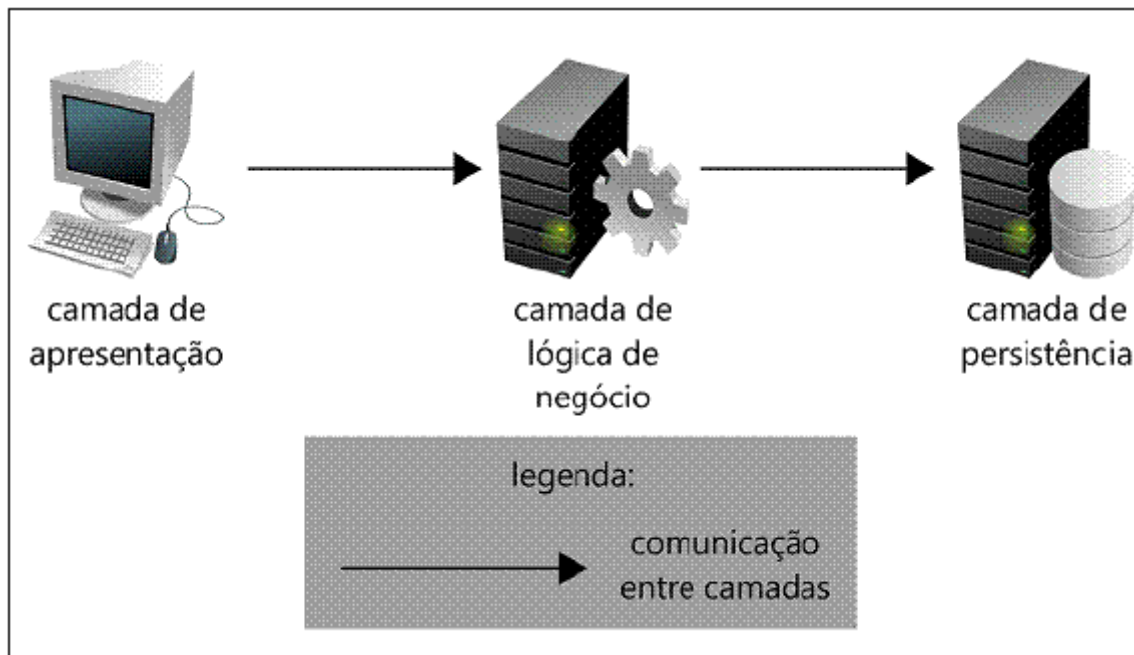 camada de
apresentação
camada de
lógica de
negócio
camada de
persistência
legenda:
comunicação
entre camadas